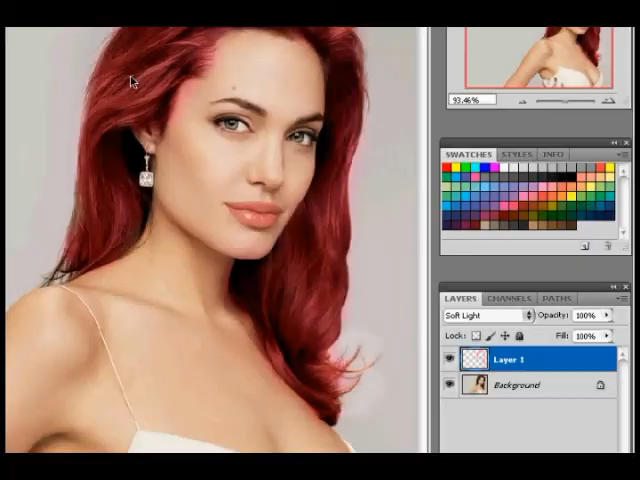 93.46%
SWATCHES STYLES INFO
LAYERS CHANNELS PATHS
Soft Light Opacity: 100%
Lock: Fill: 100%
Layer 1
Background